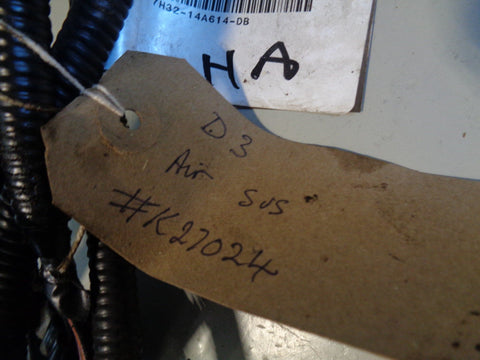 7H32-14A614-DB
HA
D3
Air SUS
#K27024